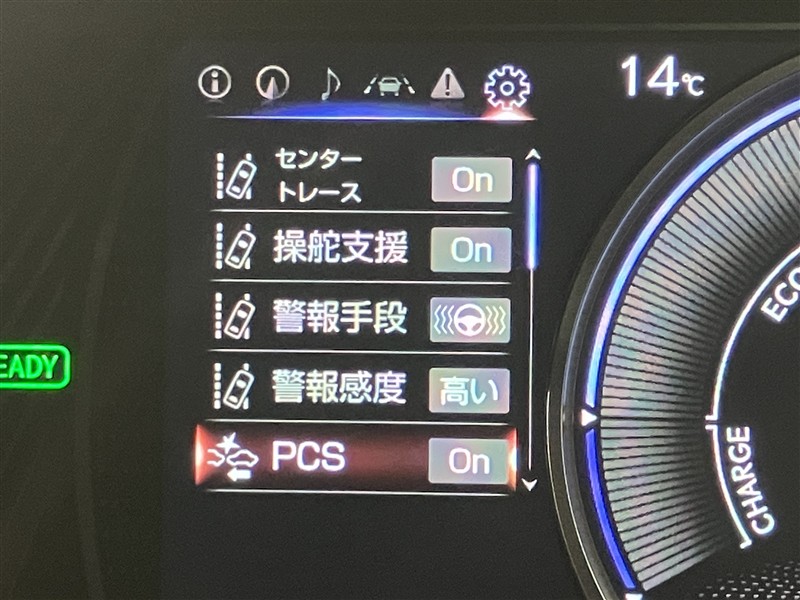 14℃
センター
トレース
On
操舵支援 On
警報手段
警報感度 高い
PCS On
EADY
ECO
CHARGE